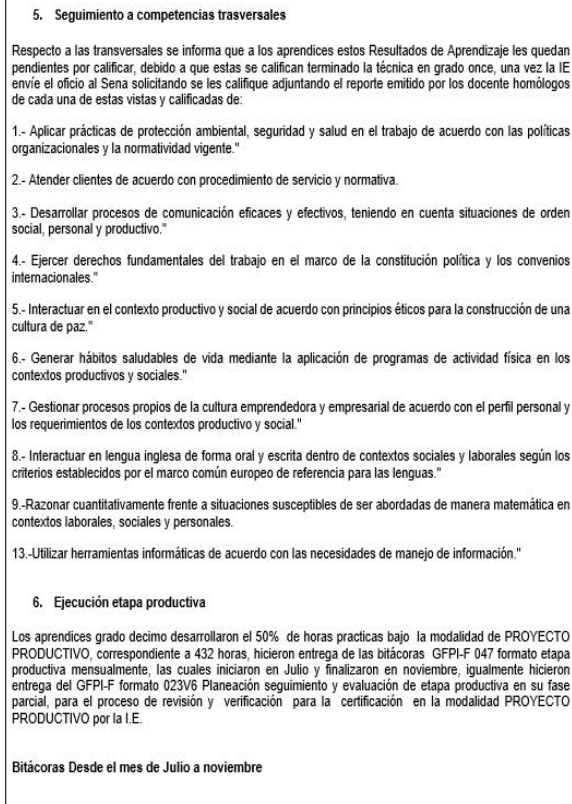 5. Seguimiento a competencias trasversales
Respecto a las transversales se informa que a los aprendices estos Resultados de Aprendizaje les quedan
pendientes por calificar, debido a que estas se califican terminado la técnica en grado once, una vez la IE
envíe el oficio al Sena solicitando se les califique adjuntando el reporte emitido por los docente homólogos
de cada una de estas vistas y calificadas de:
1.- Aplicar prácticas de protección ambiental, seguridad y salud en el trabajo de acuerdo con las políticas
organizacionales y la normatividad vigente."
2.- Atender clientes de acuerdo con procedimiento de servicio y normativa.
3.- Desarrollar procesos de comunicación eficaces y efectivos, teniendo en cuenta situaciones de orden
social, personal y productivo."
4.- Ejercer derechos fundamentales del trabajo en el marco de la constitución política y los convenios
internacionales."
5.- Interactuar en el contexto productivo y social de acuerdo con principios éticos para la construcción de una
cultura de paz."
6.- Generar hábitos saludables de vida mediante la aplicación de programas de actividad física en los
contextos productivos y sociales."
7.- Gestionar procesos propios de la cultura emprendedora y empresarial de acuerdo con el perfil personal y
los requerimientos de los contextos productivo y social."
8.- Interactuar en lengua inglesa de forma oral y escrita dentro de contextos sociales y laborales según los
criterios establecidos por el marco común europeo de referencia para las lenguas."
9.-Razonar cuantitativamente frente a situaciones susceptibles de ser abordadas de manera matemática en
contextos laborales, sociales y personales.
13.-Utilizar herramientas informáticas de acuerdo con las necesidades de manejo de información."
6. Ejecución etapa productiva
Los aprendices grado decimo desarrollaron el 50% de horas practicas bajo la modalidad de PROYECTO
PRODUCTIVO, correspondiente a 432 horas, hicieron entrega de las bitácoras GFPI-F 047 formato etapa
productiva mensualmente, las cuales iniciaron en Julio y finalizaron en noviembre, igualmente hicieron
entrega del GFPI-F formato 023V6 Planeación seguimiento y evaluación de etapa productiva en su fase
parcial, para el proceso de revisión y verificación para la certificación en la modalidad PROYECTO
PRODUCTIVO por la I.E.
Bitácoras Desde el mes de Julio a noviembre